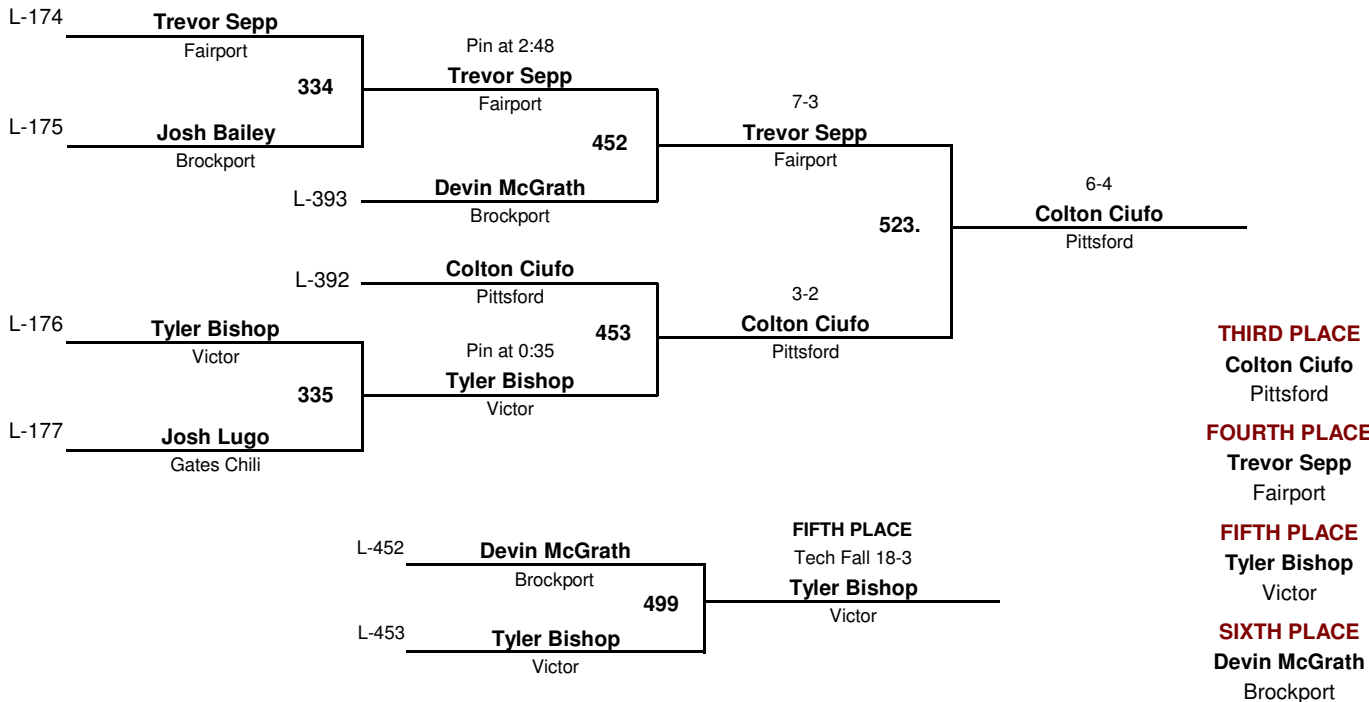 L-174
Trevor Sepp
Fairport
334
L-175
Josh Bailey
Brockport
Pin at 2:48
Trevor Sepp
Fairport
452
L-393
Devin McGrath
Brockport
7-3
Trevor Sepp
Fairport
523.
6-4
Colton Ciufo
Pittsford
L-392
Colton Ciufo
Pittsford
453
3-2
Colton Ciufo
Pittsford
L-176
Tyler Bishop
Victor
335
Pin at 0:35
Tyler Bishop
Victor
L-177
Josh Lugo
Gates Chili
THIRD PLACE
Colton Ciufo
Pittsford
FOURTH PLACE
Trevor Sepp
Fairport
FIFTH PLACE
Tyler Bishop
Victor
SIXTH PLACE
Devin McGrath
Brockport
L-452
Devin McGrath
Brockport
499
L-453
Tyler Bishop
Victor
FIFTH PLACE
Tech Fall 18-3
Tyler Bishop
Victor